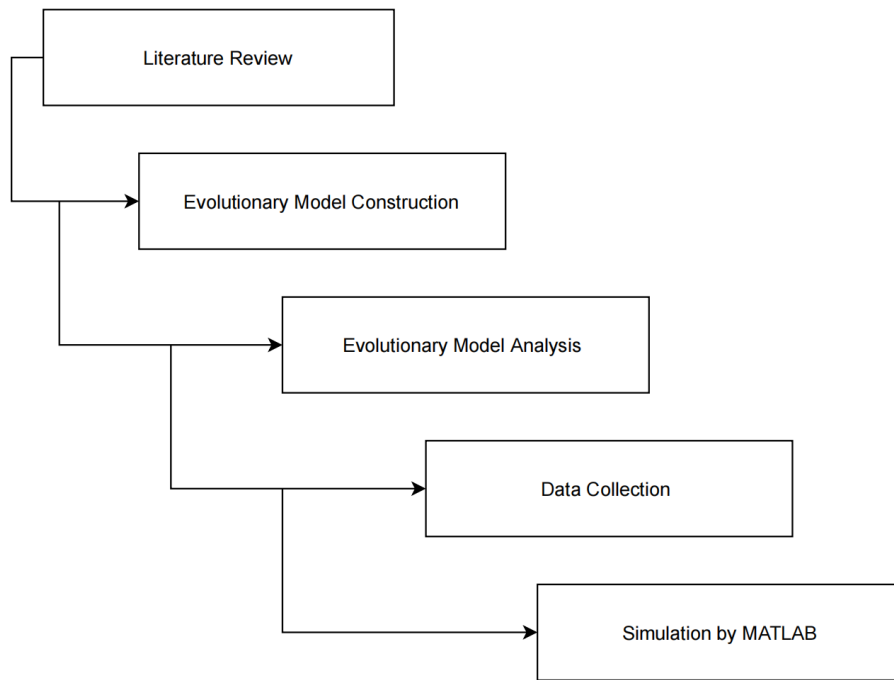 Literature Review
Evolutionary Model Construction
Evolutionary Model Analysis
Data Collection
Simulation by MATLAB